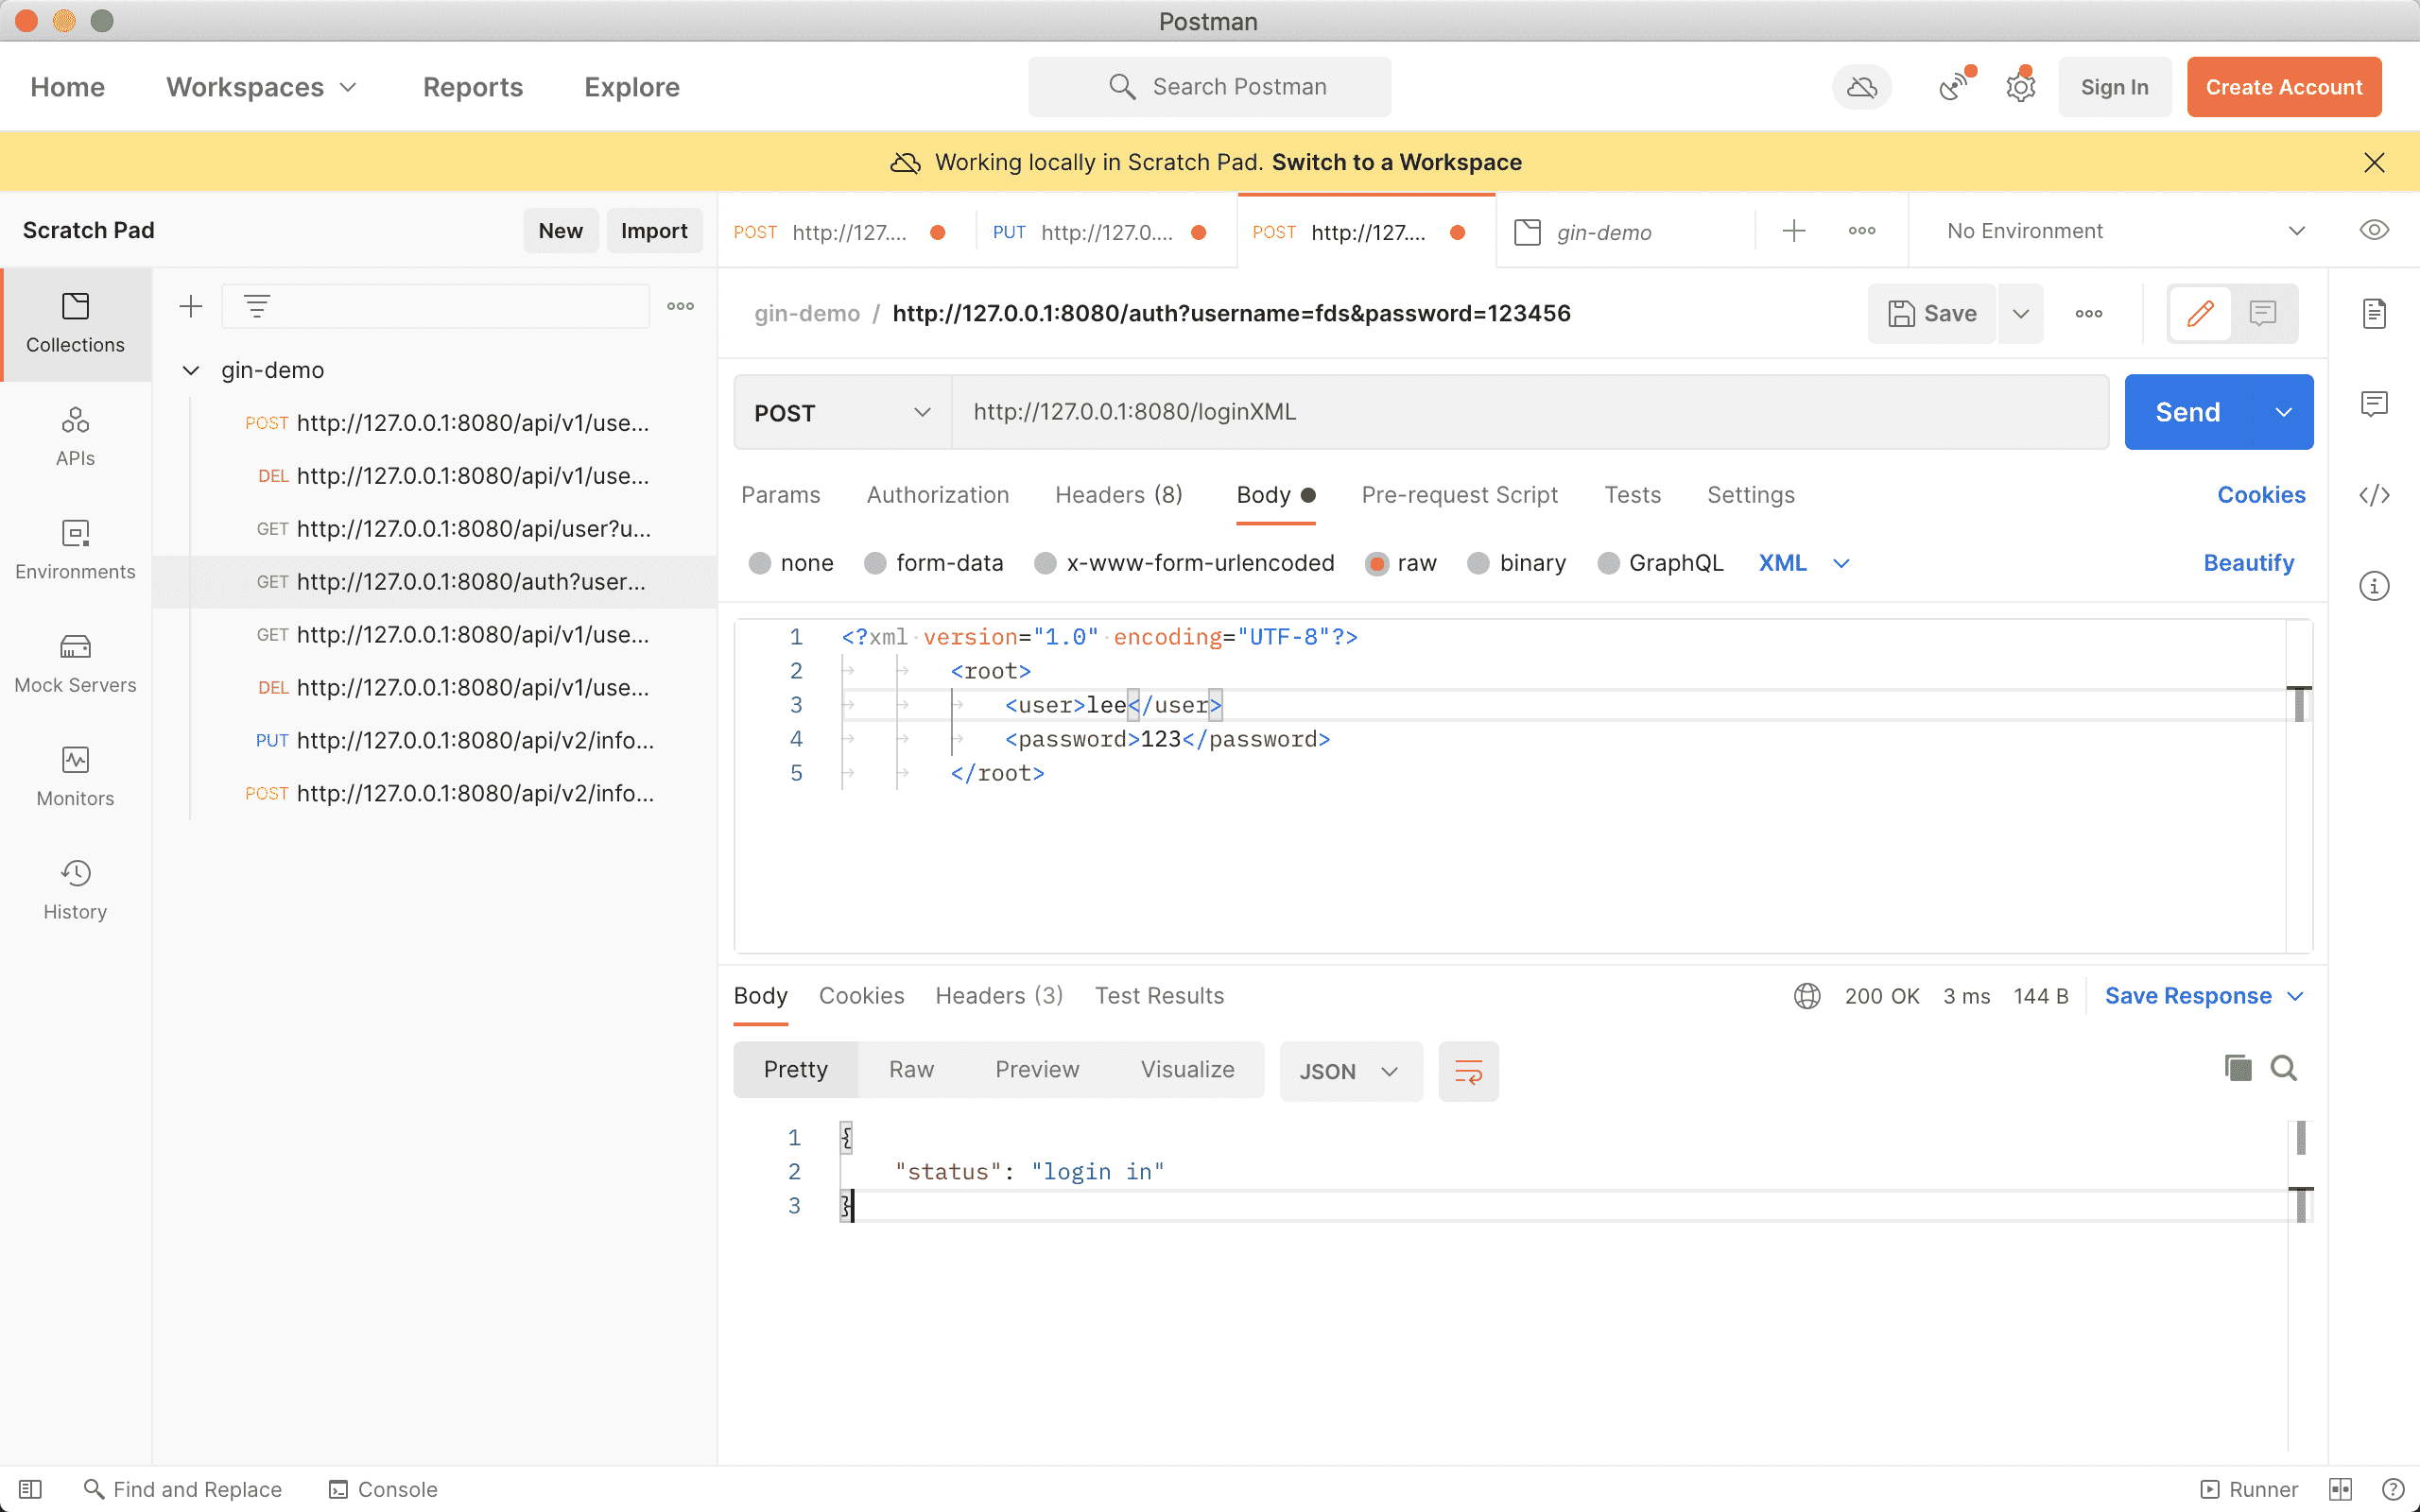 Postman
Home Workspaces Reports Explore Search Postman Sign In Create Account
Working locally in Scratch Pad. Switch to a Workspace
Scratch Pad New Import
POST http://127.... PUT http://127.0.... POST http://127.... gin-demo No Environment
Collections
APIs
Environments
Mock Servers
Monitors
History
gin-demo
POST http://127.0.0.1:8080/api/v1/use...
DEL http://127.0.0.1:8080/api/v1/use...
GET http://127.0.0.1:8080/api/user?u...
GET http://127.0.0.1:8080/auth?user...
GET http://127.0.0.1:8080/api/v1/use...
DEL http://127.0.0.1:8080/api/v1/use...
PUT http://127.0.0.1:8080/api/v2/info...
POST http://127.0.0.1:8080/api/v2/info...
gin-demo / http://127.0.0.1:8080/auth?username=fds&password=123456 Save
POST http://127.0.0.1:8080/loginXML Send
Params Authorization Headers (8) Body Pre-request Script Tests Settings Cookies
none form-data x-www-form-urlencoded raw binary GraphQL XML Beautify
1 <?xml version="1.0" encoding="UTF-8"?>
2 <root>
3 <user>lee</user>
4 <password>123</password>
5 </root>
Body Cookies Headers (3) Test Results 200 OK 3 ms 144 B Save Response
Pretty Raw Preview Visualize JSON
1 {
2 "status": "login in"
3 }
Find and Replace Console Runner